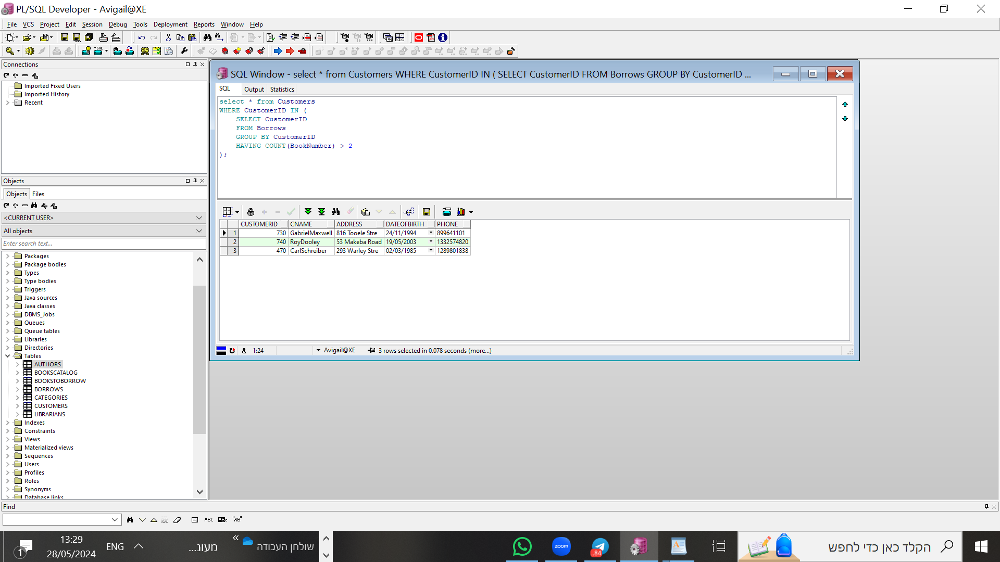 PL/SQL Developer - Avigail@XE
File VCS Project Edit Session Debug Tools Deployment Reports Window Help
Connections
Imported Fixed Users
Imported History
Recent
Objects
Objects Files
<CURRENT USER>
All objects
Enter search text...
Packages
Package bodies
Types
Type bodies
Triggers
Java sources
Java classes
DBMS_Jobs
Queues
Queue tables
Libraries
Directories
Tables
AUTHORS
BOOKSCATALOG
BOOKSTOBORROW
BORROWS
CATEGORIES
CUSTOMERS
LIBRARIANS
Indexes
Constraints
Views
Materialized views
Sequences
Users
Profiles
Roles
Synonyms
Database links
SQL Window - select * from Customers WHERE CustomerID IN ( SELECT CustomerID FROM Borrows GROUP BY CustomerID ...
SQL Output Statistics
select * from Customers
WHERE CustomerID IN (
SELECT CustomerID
FROM Borrows
GROUP BY CustomerID
HAVING COUNT(BookNumber) > 2
);
CUSTOMERID CNAME ADDRESS DATEOFBIRTH PHONE
1 730 GabrielMaxwell 816 Tooele Stre 24/11/1994 899641101
2 740 RoyDooley 53 Makeba Road 19/05/2003 1332574820
3 470 CarlSchreiber 293 Warley Stre 02/03/1985 1289801838
& 1:24 Avigail@XE 3 rows selected in 0.078 seconds (more...)
Find
ABC "AB"
1
13:29
28/05/2024
ENG
מעונ...
שולחן העבודה
zoom
..84
הקלד כאן כדי לחפש